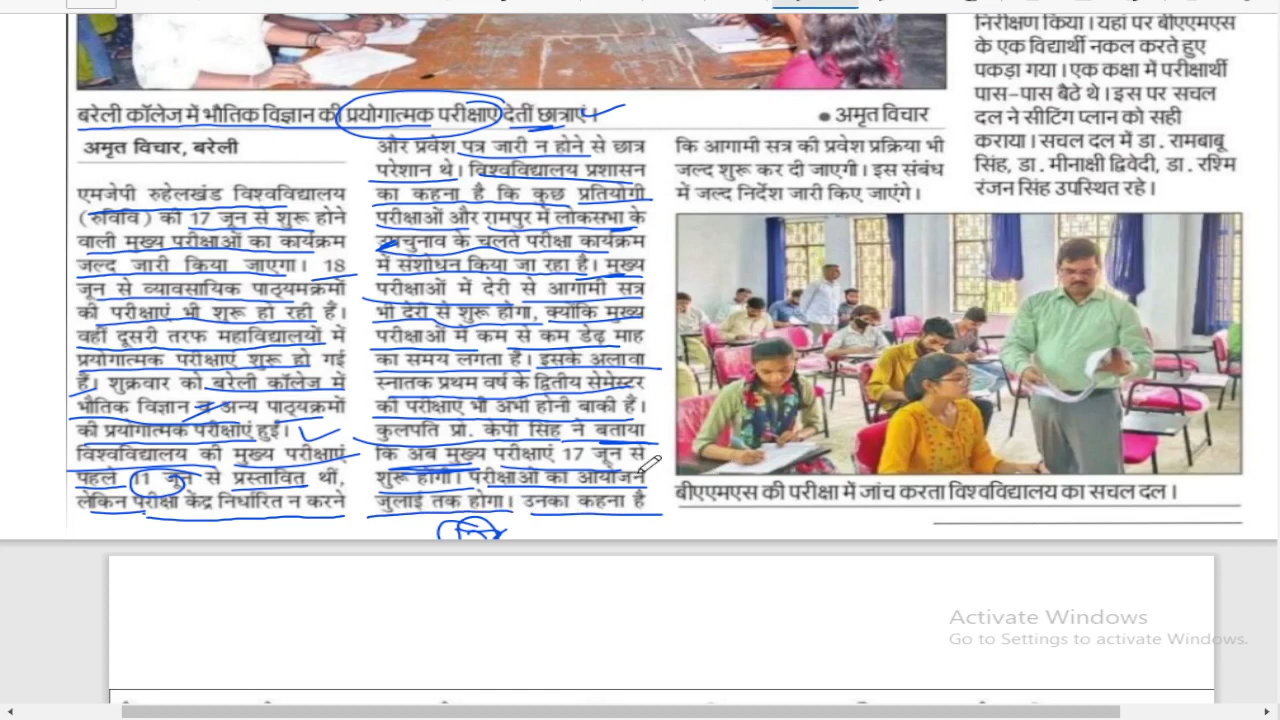 बरेली कॉलेज में भौतिक विज्ञान की प्रयोगात्मक परीक्षाएं देतीं छात्राएं।
● अमृत विचार
अमृत विचार, बरेली
एमजेपी रुहेलखंड विश्वविद्यालय
(रुविवि) की 17 जून से शुरू होने
वाली मुख्य परीक्षाओं का कार्यक्रम
जल्द जारी किया जाएगा। 18
जून से व्यावसायिक पाठ्यमक्रमों
की परीक्षाएं भी शुरू हो रही हैं।
वहीं दूसरी तरफ महाविद्यालयों में
प्रयोगात्मक परीक्षाएं शुरू हो गई
हैं। शुक्रवार को बरेली कॉलेज में
भौतिक विज्ञान व अन्य पाठ्यक्रमों
की प्रयोगात्मक परीक्षाएं हुईं।
विश्वविद्यालय की मुख्य परीक्षाएं
पहले 11 जून से प्रस्तावित थीं,
लेकिन परीक्षा केंद्र निर्धारित न करने
और प्रवेश पत्र जारी न होने से छात्र
परेशान थे। विश्वविद्यालय प्रशासन
का कहना है कि कुछ प्रतियोगी
परीक्षाओं और रामपुर में लोकसभा के
उपचुनाव के चलते परीक्षा कार्यक्रम
में संशोधन किया जा रहा है। मुख्य
परीक्षाओं में देरी से आगामी सत्र
भी देरी से शुरू होगा, क्योंकि मुख्य
परीक्षाओं में कम से कम डेढ़ माह
का समय लगता है। इसके अलावा
स्नातक प्रथम वर्ष के द्वितीय सेमेस्टर
की परीक्षाएं भी अभी होनी बाकी हैं।
कुलपति प्रो. केपी सिंह ने बताया
कि अब मुख्य परीक्षाएं 17 जून से
शुरू होंगी। परीक्षाओं का आयोजन
जुलाई तक होगा। उनका कहना है
कि आगामी सत्र की प्रवेश प्रक्रिया भी
जल्द शुरू कर दी जाएगी। इस संबंध
में जल्द निर्देश जारी किए जाएंगे।
निरीक्षण किया। यहां पर बीएएमएस
के एक विद्यार्थी नकल करते हुए
पकड़ा गया। एक कक्षा में परीक्षार्थी
पास-पास बैठे थे। इस पर सचल
दल ने सीटिंग प्लान को सही
कराया। सचल दल में डा. रामबाबू
सिंह, डा. मीनाक्षी द्विवेदी, डा. रश्मि
रंजन सिंह उपस्थित रहे।
बीएएमएस की परीक्षा में जांच करता विश्वविद्यालय का सचल दल।
Activate Windows
Go to Settings to activate Windows.